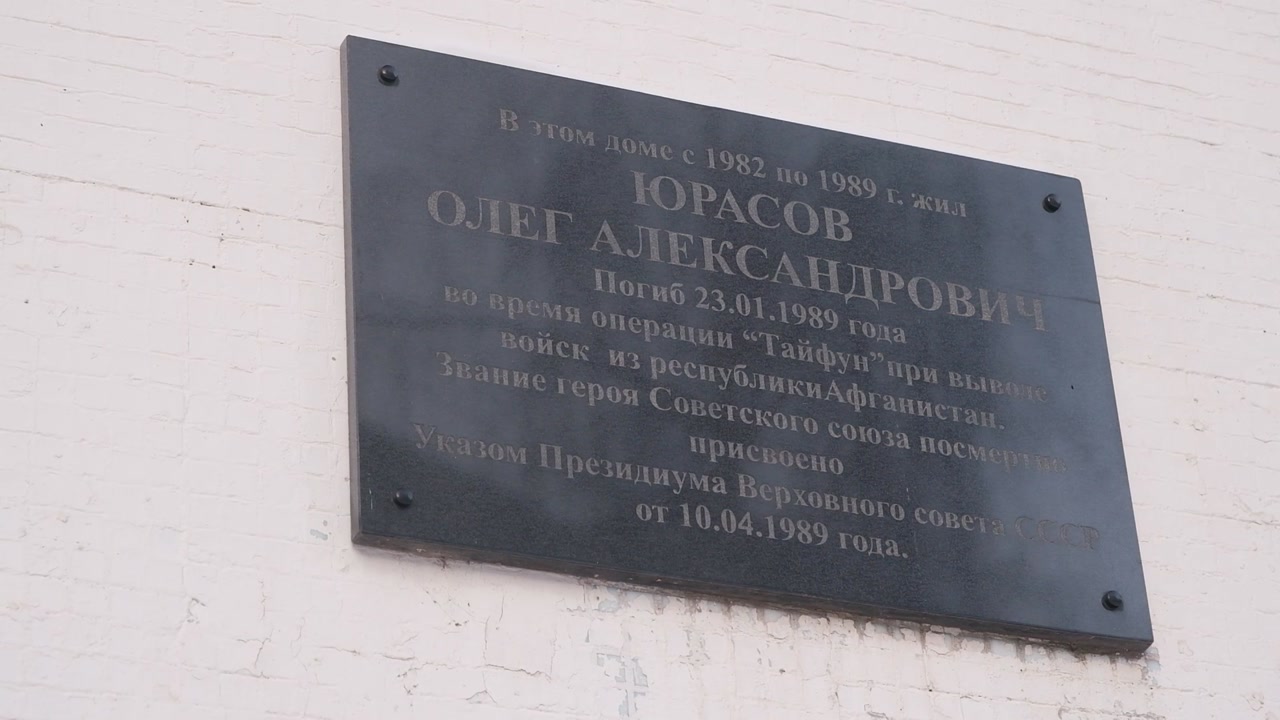 В этом доме с 1982 по 1989 г. жил
ЮРАСОВ
ОЛЕГ АЛЕКСАНДРОВИЧ
Погиб 23.01.1989 года
во время операции “Тайфун”при выводе
войск из республикиАфганистан.
Звание героя Советского союза посмертно
присвоено
Указом Президиума Верховного совета СССР
от 10.04.1989 года.